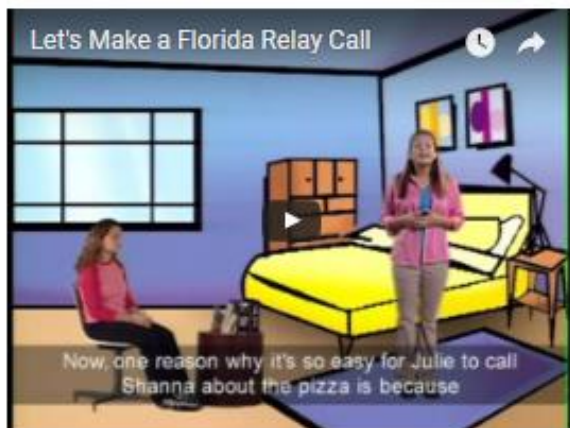 Let's Make a Florida Relay Call
Now, one reason why it's so easy for Julie to call
Shanna about the pizza is because